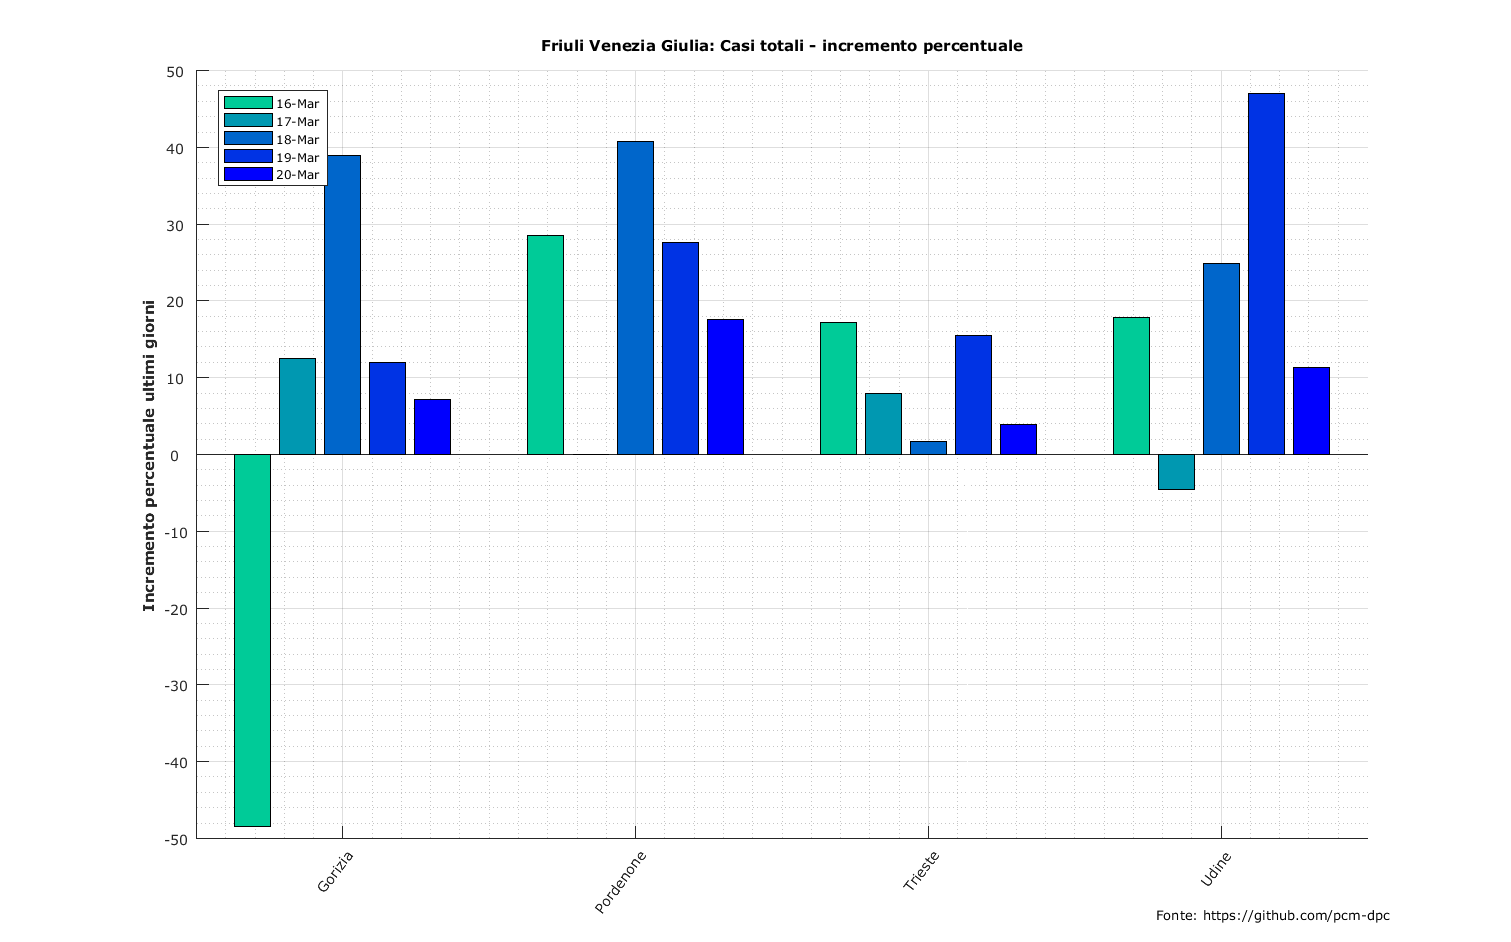 Friuli Venezia Giulia: Casi totali - incremento percentuale
Incremento percentuale ultimi giorni
50
40
30
20
10
0
-10
-20
-30
-40
-50
16-Mar
17-Mar
18-Mar
19-Mar
20-Mar
Gorizia
Pordenone
Trieste
Udine
Fonte: https://github.com/pcm-dpc